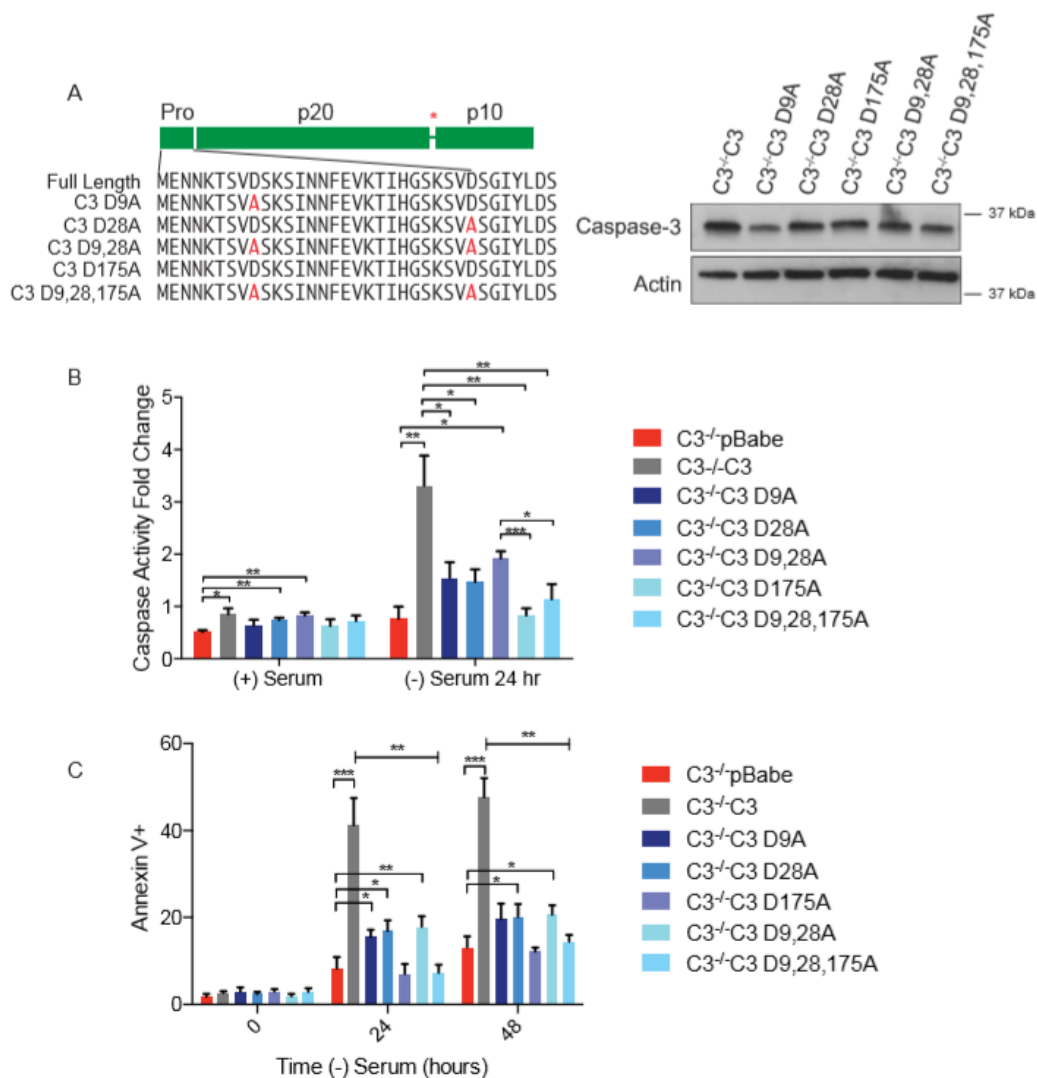 A
Pro p20 * p10
Full Length MENNKTSVDSKSINNFEVKTIHGSKSVDSGIYLDS
C3 D9A MENNKTSVASKSINNFEVKTIHGSKSVDSGIYLDS
C3 D28A MENNKTSVDSKSINNFEVKTIHGSKSVASGIYLDS
C3 D9,28A MENNKTSVASKSINNFEVKTIHGSKSVASGIYLDS
C3 D175A MENNKTSVDSKSINNFEVKTIHGSKSVDSGIYLDS
C3 D9,28,175A MENNKTSVASKSINNFEVKTIHGSKSVASGIYLDS
C3-/-C3
C3-/-C3 D9A
C3-/-C3 D28A
C3-/-C3 D175A
C3-/-C3 D9,28A
C3-/-C3 D9,28,175A
Caspase-3
37 kDa
Actin
37 kDa
B
Caspase Activity Fold Change
5
4
3
2
1
0
*
**
**
**
**
*
*
*
**
*
***
(+) Serum
(-) Serum 24 hr
C3-/-pBabe
C3-/-C3
C3-/-C3 D9A
C3-/-C3 D28A
C3-/-C3 D9,28A
C3-/-C3 D175A
C3-/-C3 D9,28,175A
C
Annexin V+
60
40
20
0
***
**
**
*
*
***
**
*
*
0
24
48
Time (-) Serum (hours)
C3-/-pBabe
C3-/-C3
C3-/-C3 D9A
C3-/-C3 D28A
C3-/-C3 D175A
C3-/-C3 D9,28A
C3-/-C3 D9,28,175A